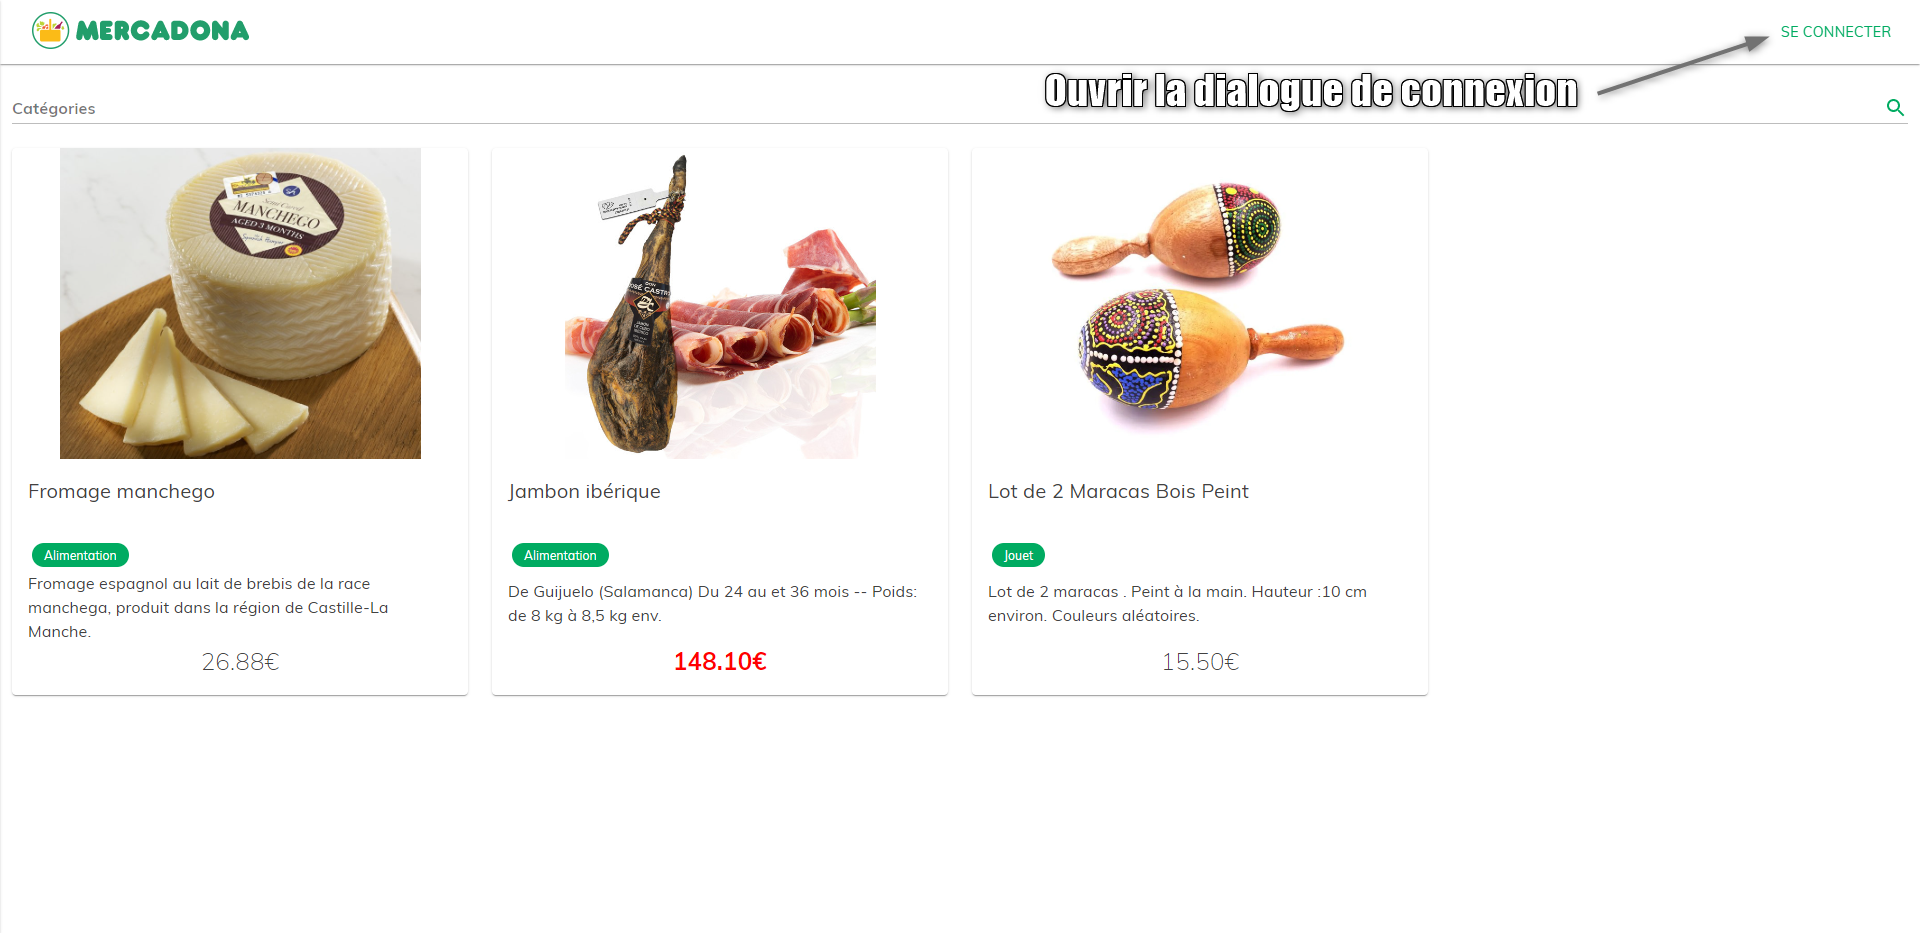 MERCADONA
SE CONNECTER
Ouvrir la dialogue de connexion
Catégories
MANCHEGO
AGED 3 MONTHS
JOSÉ CASTRO
Fromage manchego
Jambon ibérique
Lot de 2 Maracas Bois Peint
Alimentation
Alimentation
Jouet
Fromage espagnol au lait de brebis de la race
manchega, produit dans la région de Castille-La
Manche.
De Guijuelo (Salamanca) Du 24 au et 36 mois -- Poids:
de 8 kg à 8,5 kg env.
Lot de 2 maracas . Peint à la main. Hauteur :10 cm
environ. Couleurs aléatoires.
26.88€
148.10€
15.50€